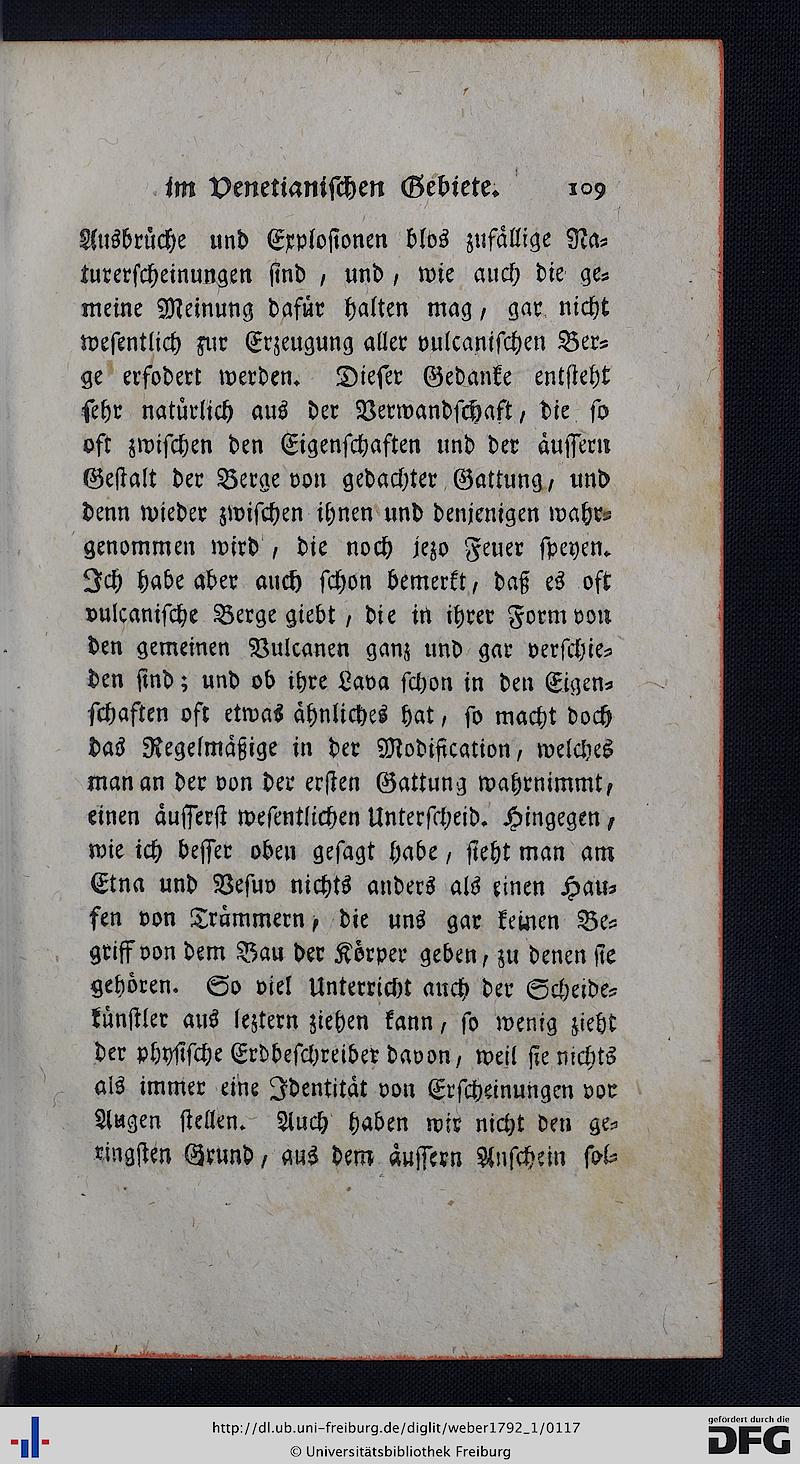 im Venetianiſchen Gebiete. 109
Ausbrüche und Exploſionen blos zufällige Na⸗
turerſcheinungen ſind, und, wie auch die ge⸗
meine Meinung dafür halten mag, gar nicht
weſentlich zur Erzeugung aller vulcaniſchen Ber⸗
ge erfodert werden. Dieſer Gedanke entſteht
ſehr natürlich aus der Verwandſchaft, die ſo
oft zwiſchen den Eigenſchaften und der äuſſern
Geſtalt der Berge von gedachter Gattung, und
denn wieder zwiſchen ihnen und denjenigen wahr⸗
genommen wird, die noch jezo Feuer ſpeyen.
Ich habe aber auch ſchon bemerkt, daß es oft
vulcaniſche Berge giebt, die in ihrer Form von
den gemeinen Vulcanen ganz und gar verſchie⸗
den ſind; und ob ihre Lava ſchon in den Eigen⸗
ſchaften oft etwas ähnliches hat, ſo macht doch
das Regelmäßige in der Modification, welches
man an der von der erſten Gattung wahrnimmt,
einen äuſſerſt weſentlichen Unterſcheid. Hingegen,
wie ich beſſer oben geſagt habe, ſieht man am
Etna und Veſuv nichts anders als einen Hau⸗
fen von Trümmern, die uns gar keinen Be⸗
griff von dem Bau der Körper geben, zu denen ſie
gehören. So viel Unterricht auch der Scheide⸗
künſtler aus leztern ziehen kann, ſo wenig zieht
der phyſiſche Erdbeſchreiber davon, weil ſie nichts
als immer eine Identität von Erſcheinungen vor
Augen ſtellen. Auch haben wir nicht den ge⸗
ringſten Grund, aus dem äuſſern Anſchein ſol⸗
http://dl.ub.uni-freiburg.de/diglit/weber1792_1/0117
© Universitätsbibliothek Freiburg
gefördert durch die
DFG